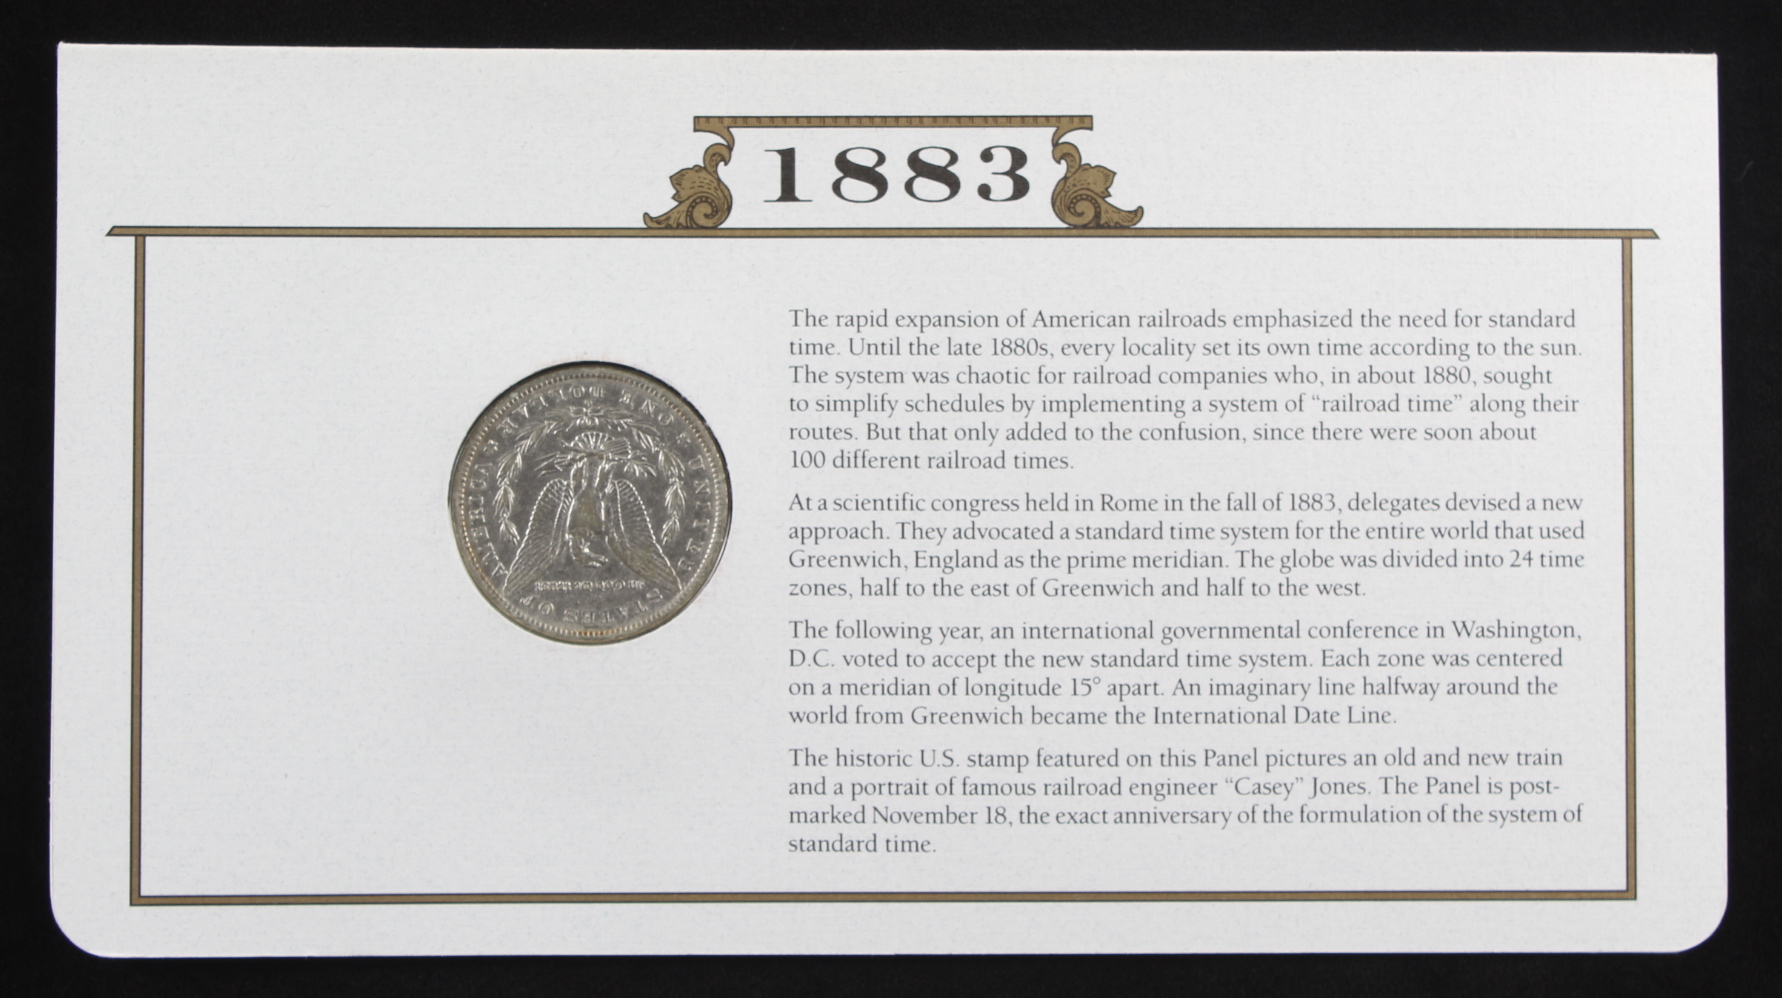 1883
The rapid expansion of American railroads emphasized the need for standard
time. Until the late 1880s, every locality set its own time according to the sun.
The system was chaotic for railroad companies who, in about 1880, sought
to simplify schedules by implementing a system of “railroad time” along their
routes. But that only added to the confusion, since there were soon about
100 different railroad times.
At a scientific congress held in Rome in the fall of 1883, delegates devised a new
approach. They advocated a standard time system for the entire world that used
Greenwich, England as the prime meridian. The globe was divided into 24 time
zones, half to the east of Greenwich and half to the west.
The following year, an international governmental conference in Washington,
D.C. voted to accept the new standard time system. Each zone was centered
on a meridian of longitude 15° apart. An imaginary line halfway around the
world from Greenwich became the International Date Line.
The historic U.S. stamp featured on this Panel pictures an old and new train
and a portrait of famous railroad engineer “Casey” Jones. The Panel is post-
marked November 18, the exact anniversary of the formulation of the system of
standard time.
UNITED STATES OF AMERICA
ONE DOLLAR